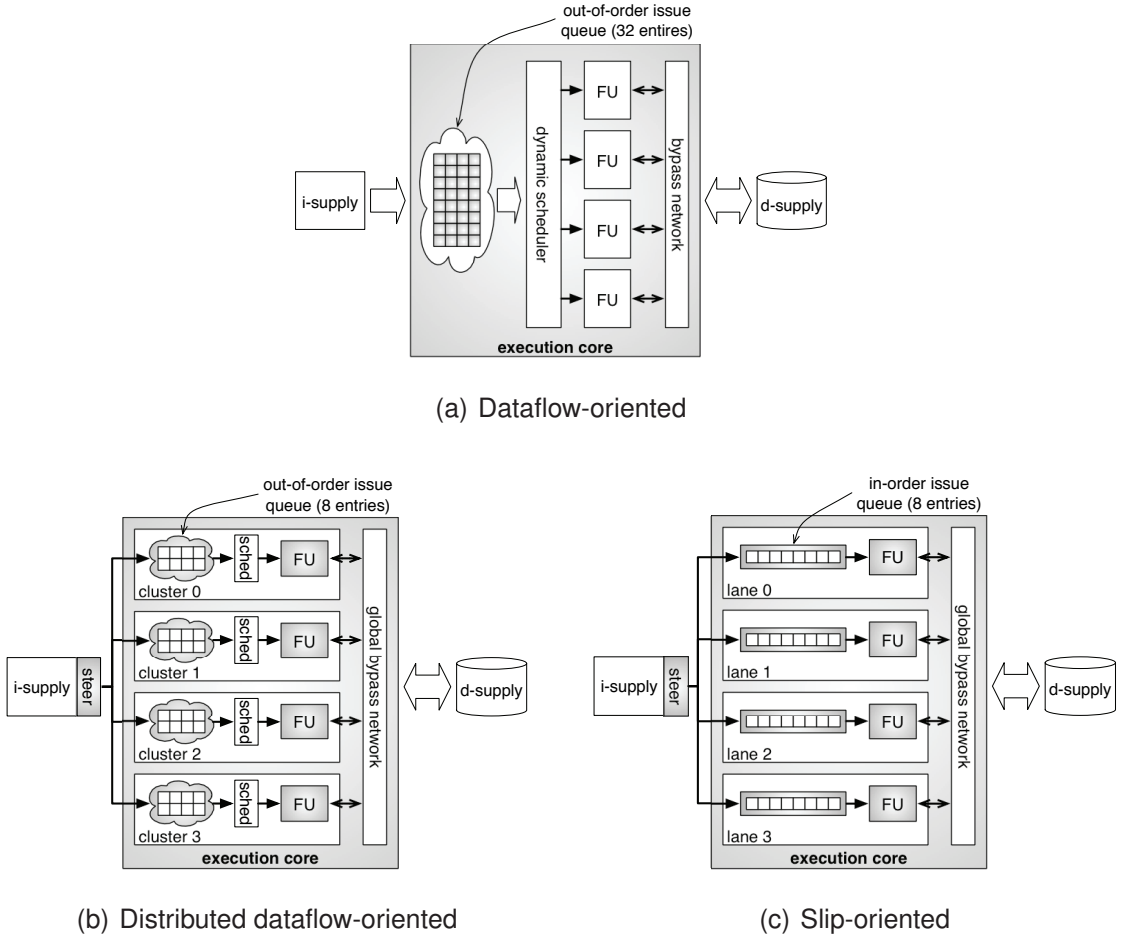 out-of-order issue
queue (32 entires)
i-supply
dynamic scheduler
FU
FU
FU
FU
bypass network
d-supply
execution core
(a) Dataflow-oriented
out-of-order issue
queue (8 entries)
i-supply
steer
sched
FU
cluster 0
sched
FU
cluster 1
sched
FU
cluster 2
sched
FU
cluster 3
global bypass network
d-supply
execution core
(b) Distributed dataflow-oriented
in-order issue
queue (8 entries)
i-supply
steer
FU
lane 0
FU
lane 1
FU
lane 2
FU
lane 3
global bypass network
d-supply
execution core
(c) Slip-oriented